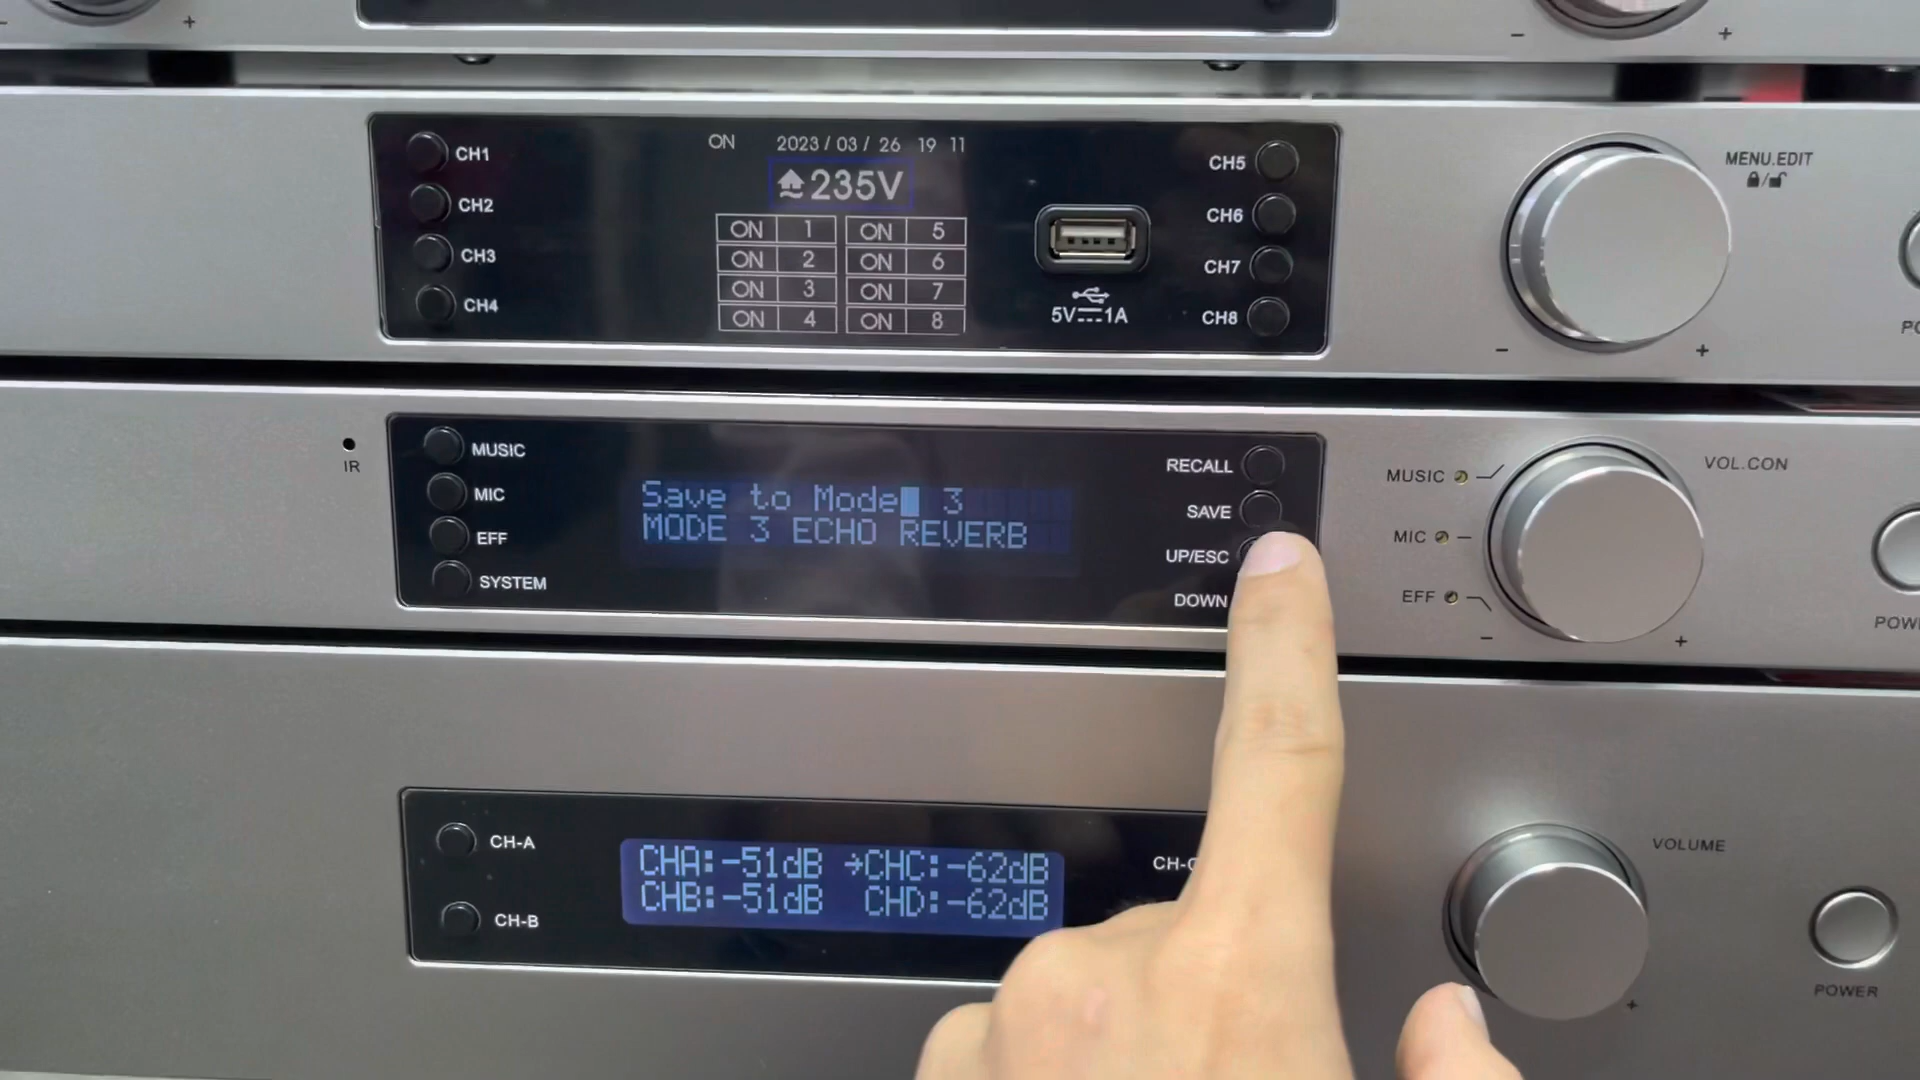 - +
- +
CH1
CH2
CH3
CH4
ON 2023/03/ 26 19 11
235V
ON 1 ON 5
ON 2 ON 6
ON 3 ON 7
ON 4 ON 8
5V 1A
CH5
CH6
CH7
CH8
MENU.EDIT
- +
IR
MUSIC
MIC
EFF
SYSTEM
Save to Mode 3
MODE 3 ECHO REVERB
RECALL
SAVE
UP/ESC
DOWN
MUSIC
MIC
EFF
VOL.CON
- +
CH-A
CH-B
CHA:-51dB →CHC:-62dB
CHB:-51dB CHD:-62dB
VOLUME
+
POWER